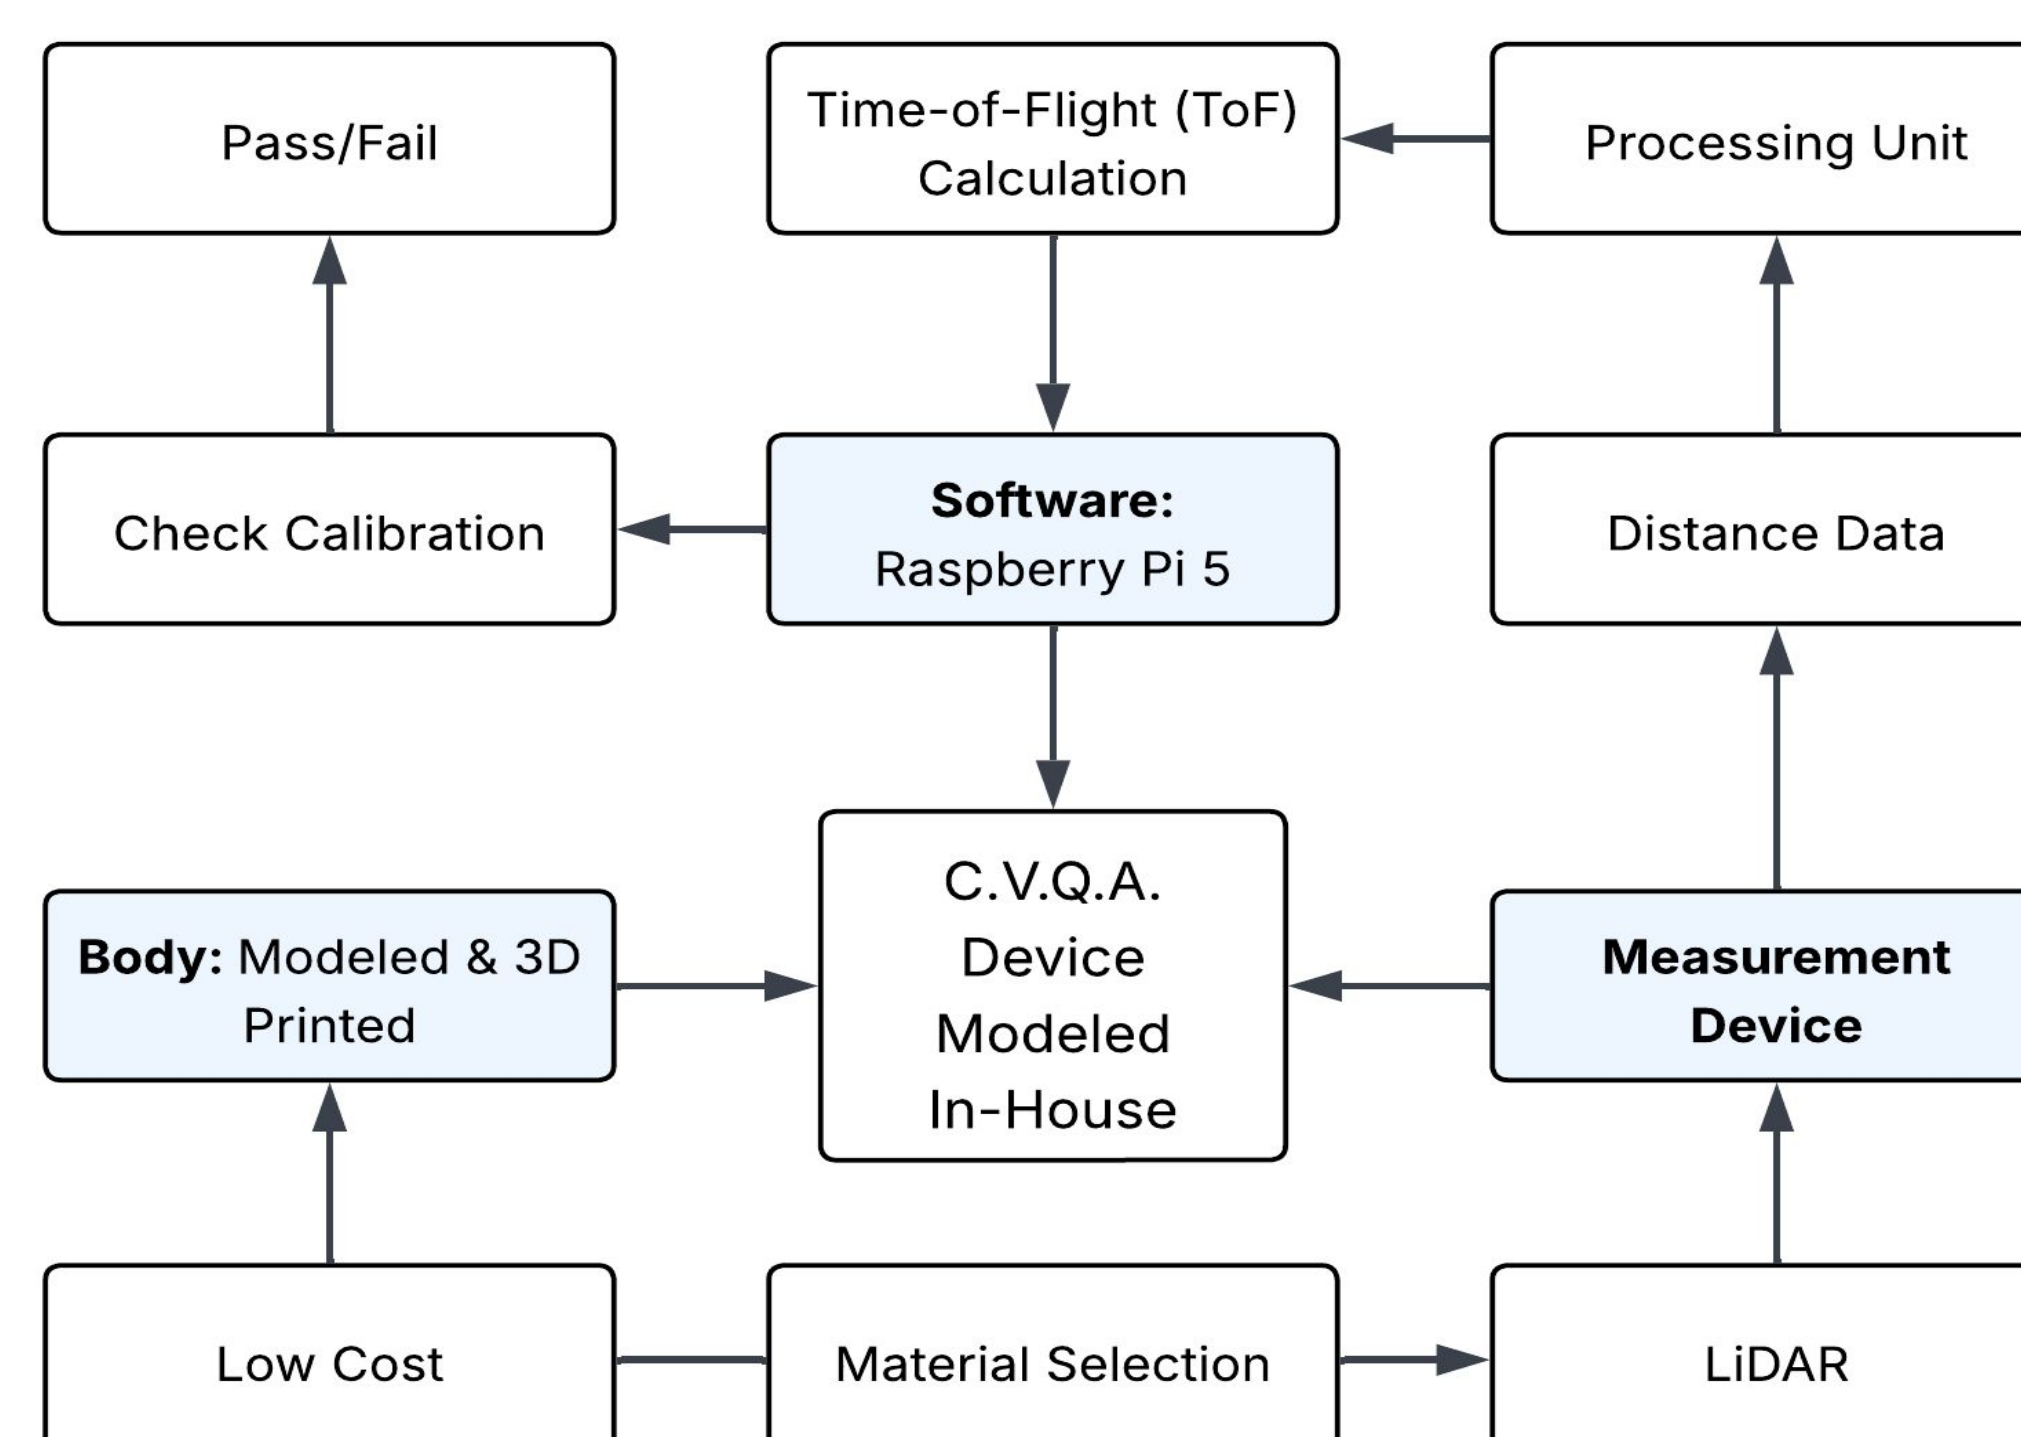 Pass/Fail
Time-of-Flight (ToF)
Calculation
Processing Unit
Check Calibration
Software:
Raspberry Pi 5
Distance Data
Body: Modeled & 3D
Printed
C.V.Q.A.
Device
Modeled
In-House
Measurement
Device
Low Cost
Material Selection
LiDAR